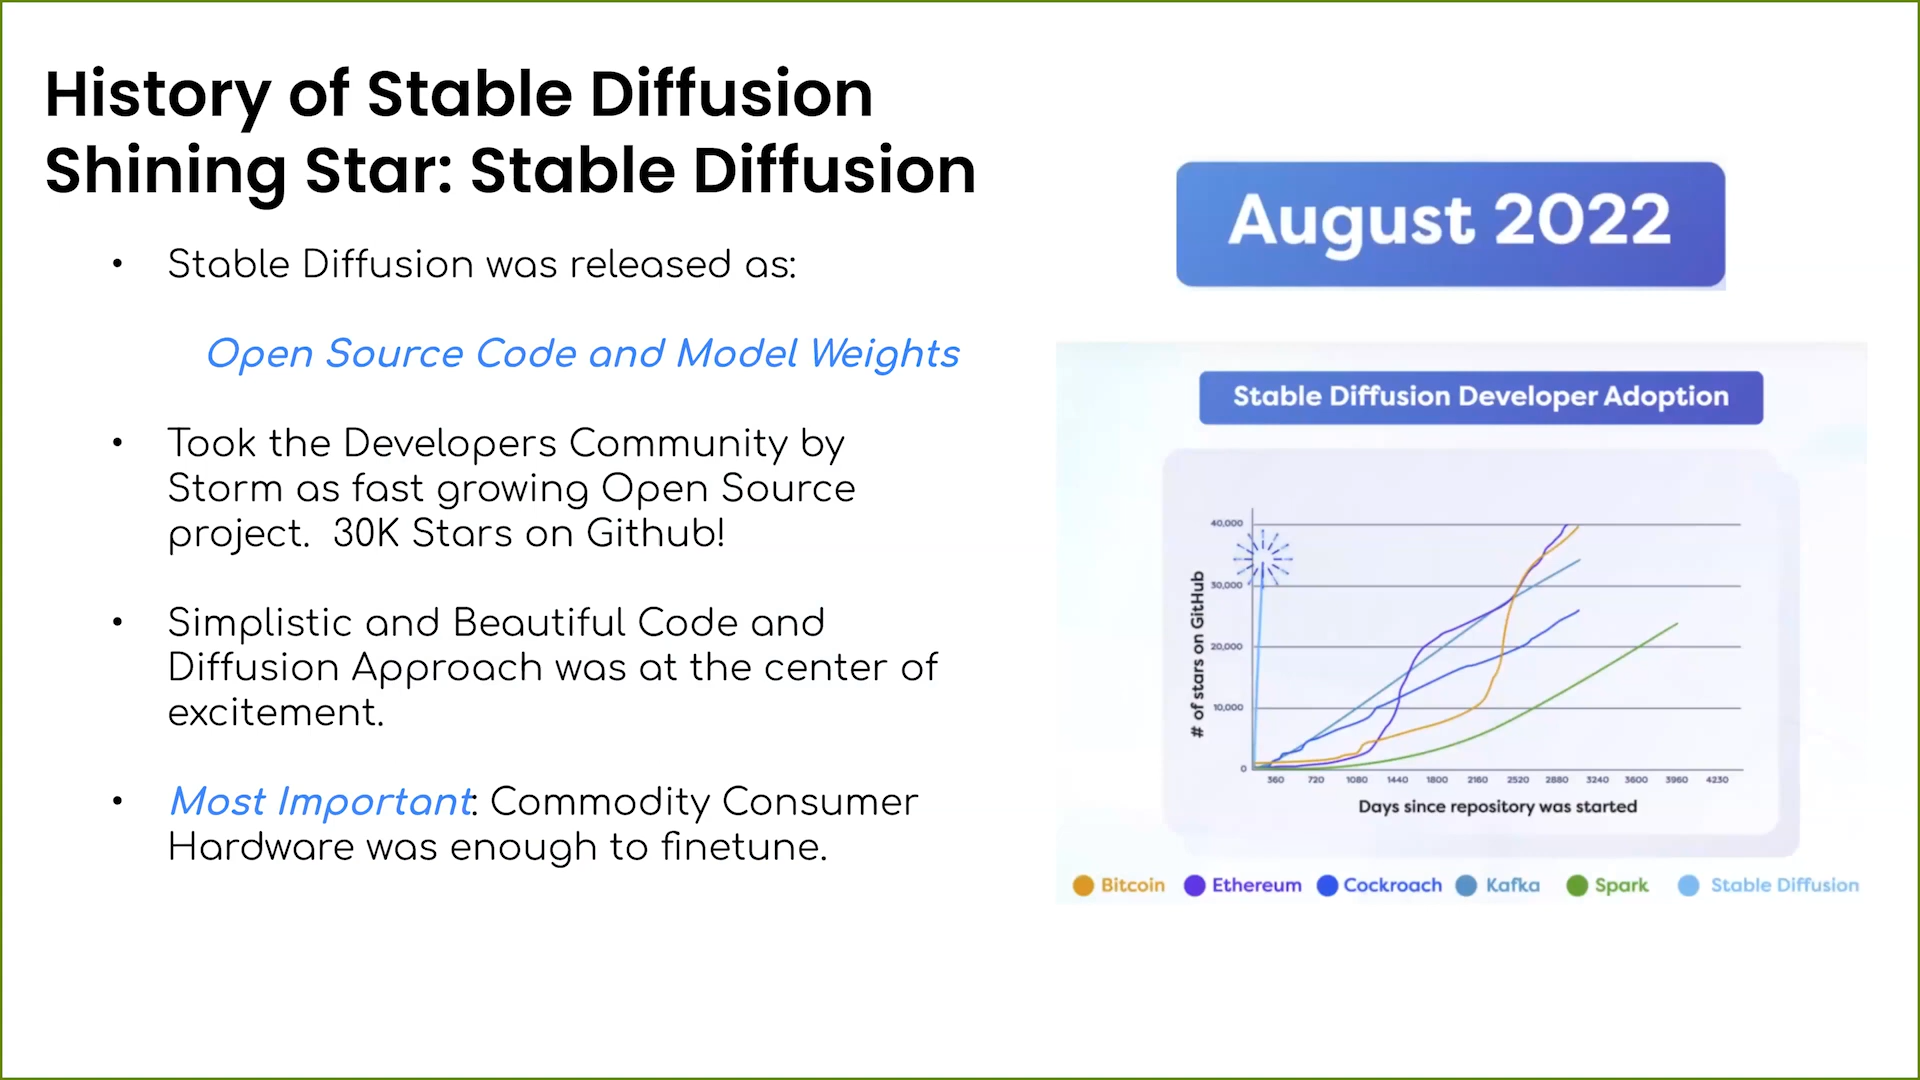 History of Stable Diffusion
Shining Star: Stable Diffusion
• Stable Diffusion was released as:
Open Source Code and Model Weights
• Took the Developers Community by
Storm as fast growing Open Source
project.  30K Stars on Github!
• Simplistic and Beautiful Code and
Diffusion Approach was at the center of
excitement.
• Most Important: Commodity Consumer
Hardware was enough to finetune.
August 2022
Stable Diffusion Developer Adoption
# of stars on GitHub
40,000
30,000
20,000
10,000
0
360 720 1080 1440 1800 2160 2520 2880 3240 3600 3960 4230
Days since repository was started
Bitcoin Ethereum Cockroach Kafka Spark Stable Diffusion